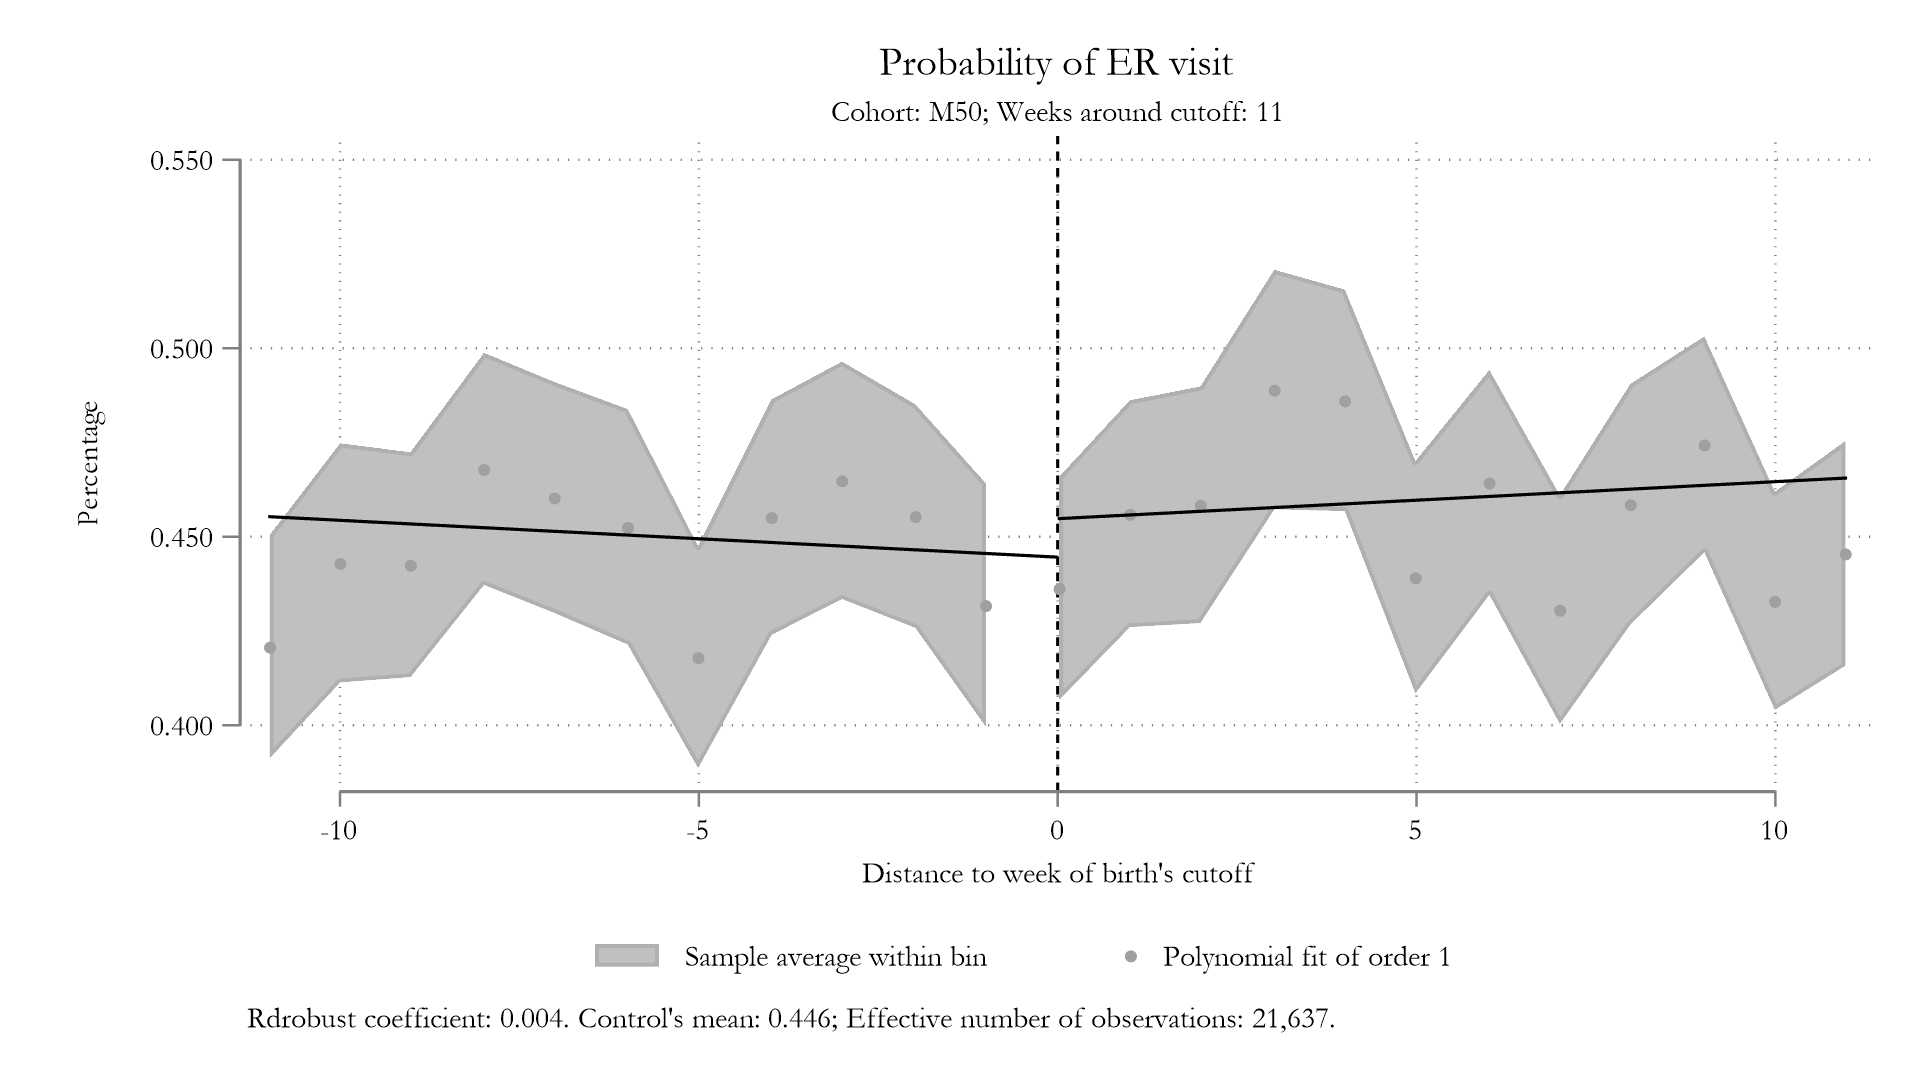 Probability of ER visit
Cohort: M50; Weeks around cutoff: 11
0.550
0.500
0.450
0.400
Percentage
-10 -5 0 5 10
Distance to week of birth's cutoff
Sample average within bin Polynomial fit of order 1
Rdrobust coefficient: 0.004. Control's mean: 0.446; Effective number of observations: 21,637.